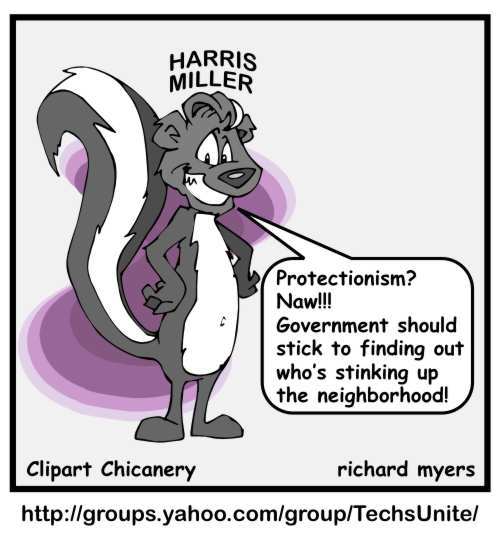 HARRIS
MILLER
Protectionism?
Naw!!!
Government should
stick to finding out
who's stinking up
the neighborhood!
Clipart Chicanery
richard myers
http://groups.yahoo.com/group/TechsUnite/